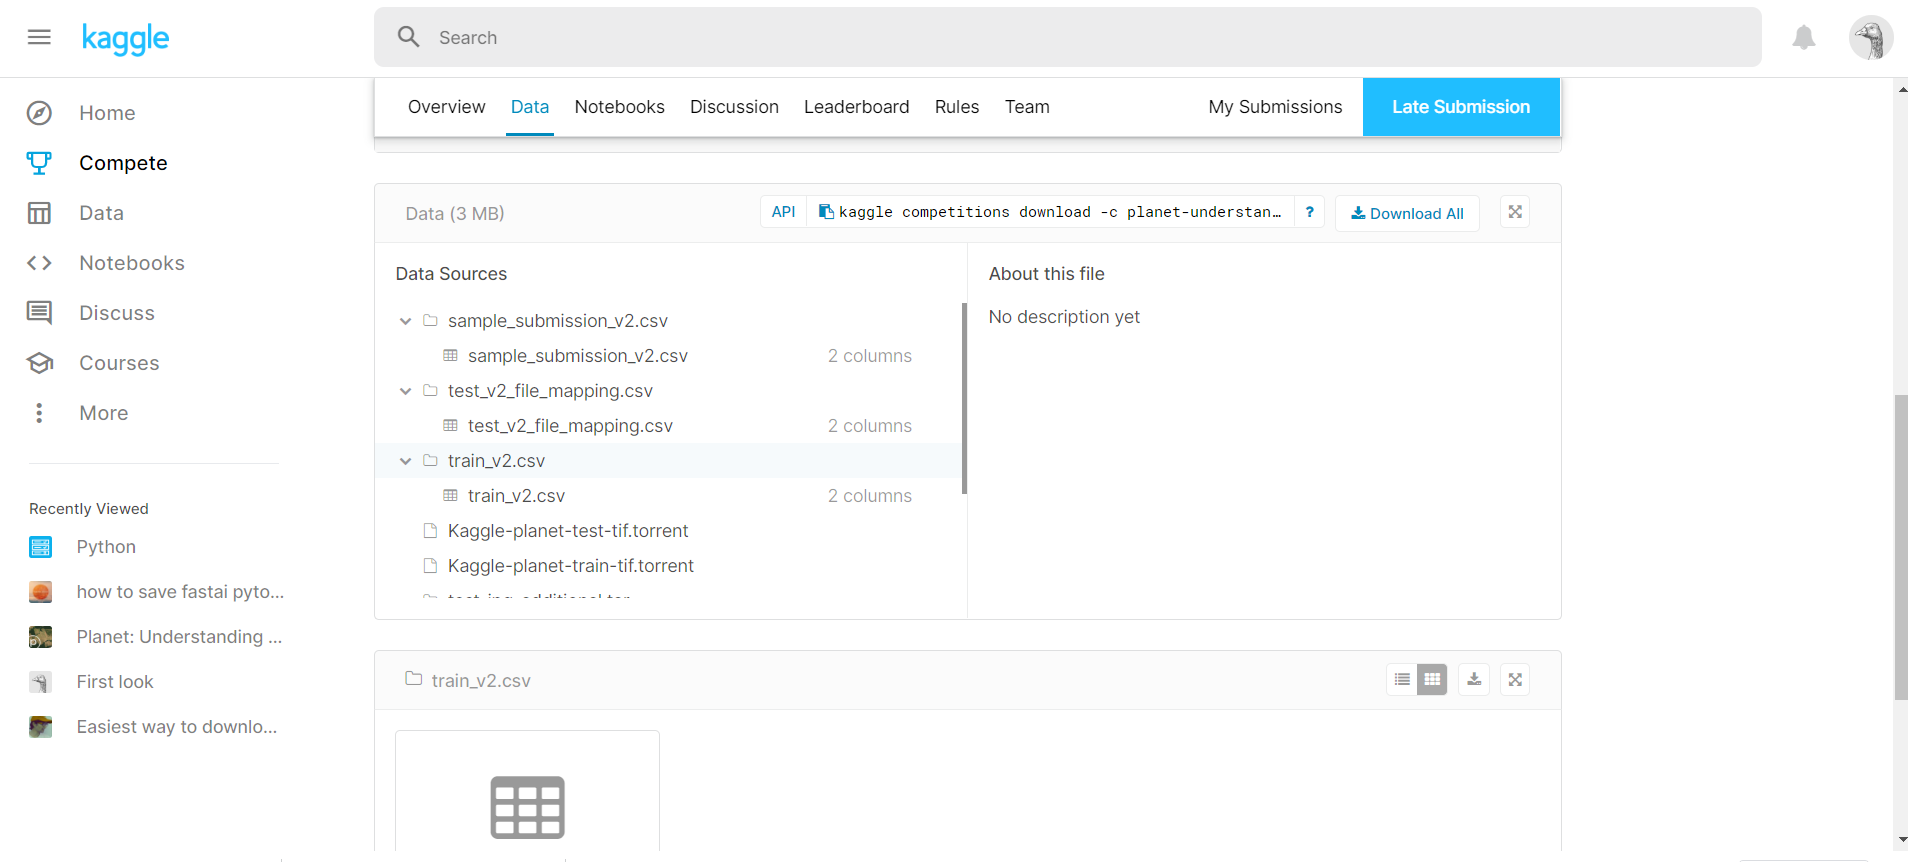 kaggle
Search
Home
Compete
Data
Notebooks
Discuss
Courses
More
Recently Viewed
Python
how to save fastai pyto...
Planet: Understanding ...
First look
Easiest way to downlo...
Overview Data Notebooks Discussion Leaderboard Rules Team My Submissions Late Submission
Data (3 MB) API kaggle competitions download -c planet-understan... ? Download All
Data Sources
sample_submission_v2.csv
sample_submission_v2.csv 2 columns
test_v2_file_mapping.csv
test_v2_file_mapping.csv 2 columns
train_v2.csv
train_v2.csv 2 columns
Kaggle-planet-test-tif.torrent
Kaggle-planet-train-tif.torrent
About this file
No description yet
train_v2.csv